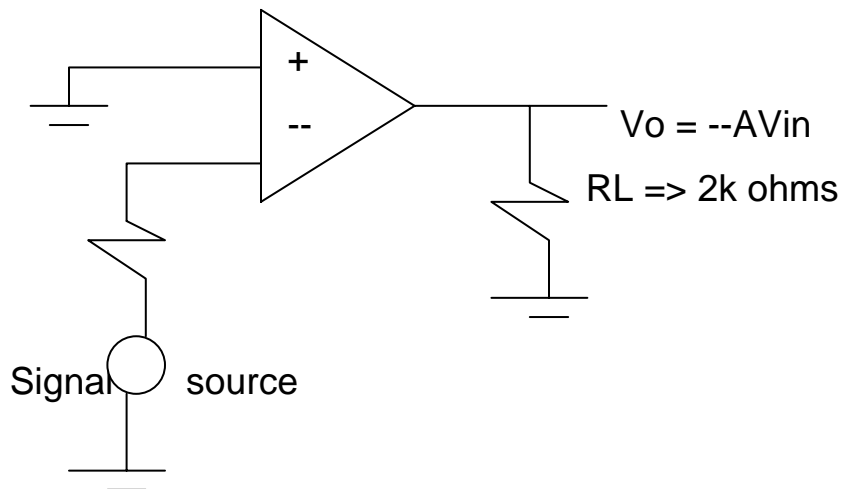 +
--
Vo = --AVin
RL => 2k ohms
Signal source